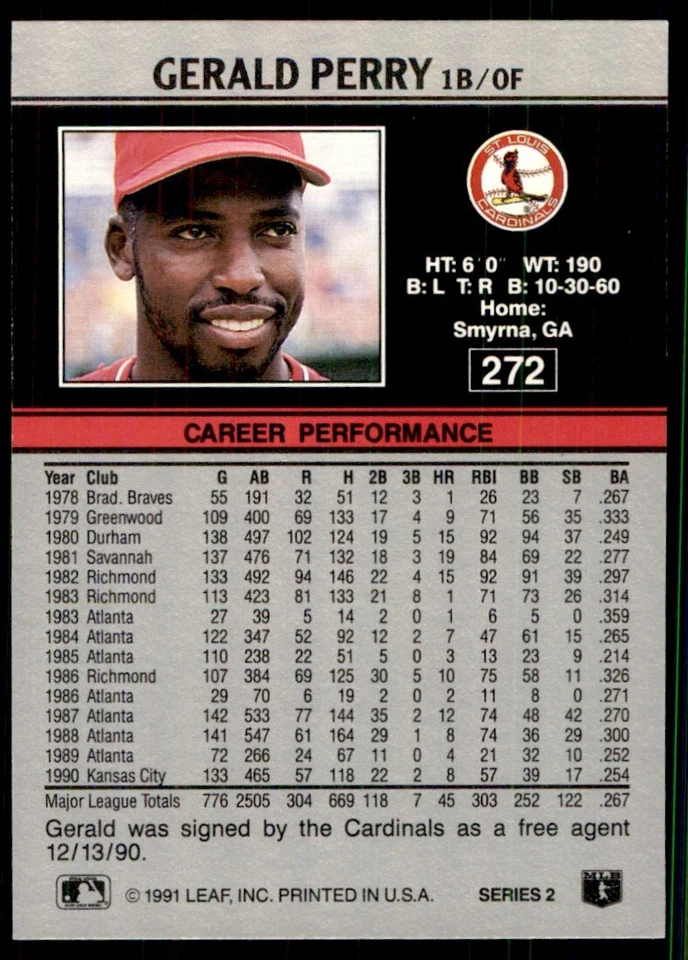 GERALD PERRY 1B/OF
ST LOUIS
CARDINALS
HT: 6'0" WT: 190
B: L T: R B: 10-30-60
Home:
Smyrna, GA
272
CAREER PERFORMANCE
Year Club G AB R H 2B 3B HR RBI BB SB BA
1978 Brad. Braves 55 191 32 51 12 3 1 26 23 7 .267
1979 Greenwood 109 400 69 133 17 4 9 71 56 35 .333
1980 Durham 138 497 102 124 19 5 15 92 94 37 .249
1981 Savannah 137 476 71 132 18 3 19 84 69 22 .277
1982 Richmond 133 492 94 146 22 4 15 92 91 39 .297
1983 Richmond 113 423 81 133 21 8 1 71 73 26 .314
1983 Atlanta 27 39 5 14 2 0 1 6 5 0 .359
1984 Atlanta 122 347 52 92 12 2 7 47 61 15 .265
1985 Atlanta 110 238 22 51 5 0 3 13 23 9 .214
1986 Richmond 107 384 69 125 30 5 10 75 58 11 .326
1986 Atlanta 29 70 6 19 2 0 2 11 8 0 .271
1987 Atlanta 142 533 77 144 35 2 12 74 48 42 .270
1988 Atlanta 141 547 61 164 29 1 8 74 36 29 .300
1989 Atlanta 72 266 24 67 11 0 4 21 32 10 .252
1990 Kansas City 133 465 57 118 22 2 8 57 39 17 .254
Major League Totals 776 2505 304 669 118 7 45 303 252 122 .267
Gerald was signed by the Cardinals as a free agent
12/13/90.
© 1991 LEAF, INC. PRINTED IN U.S.A. SERIES 2
MLB